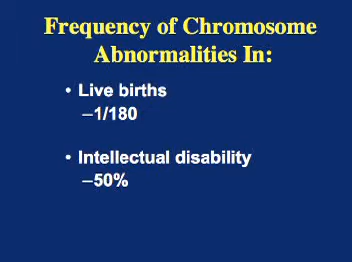 Frequency of Chromosome
Abnormalities In:
• Live births
–1/180
• Intellectual disability
–50%